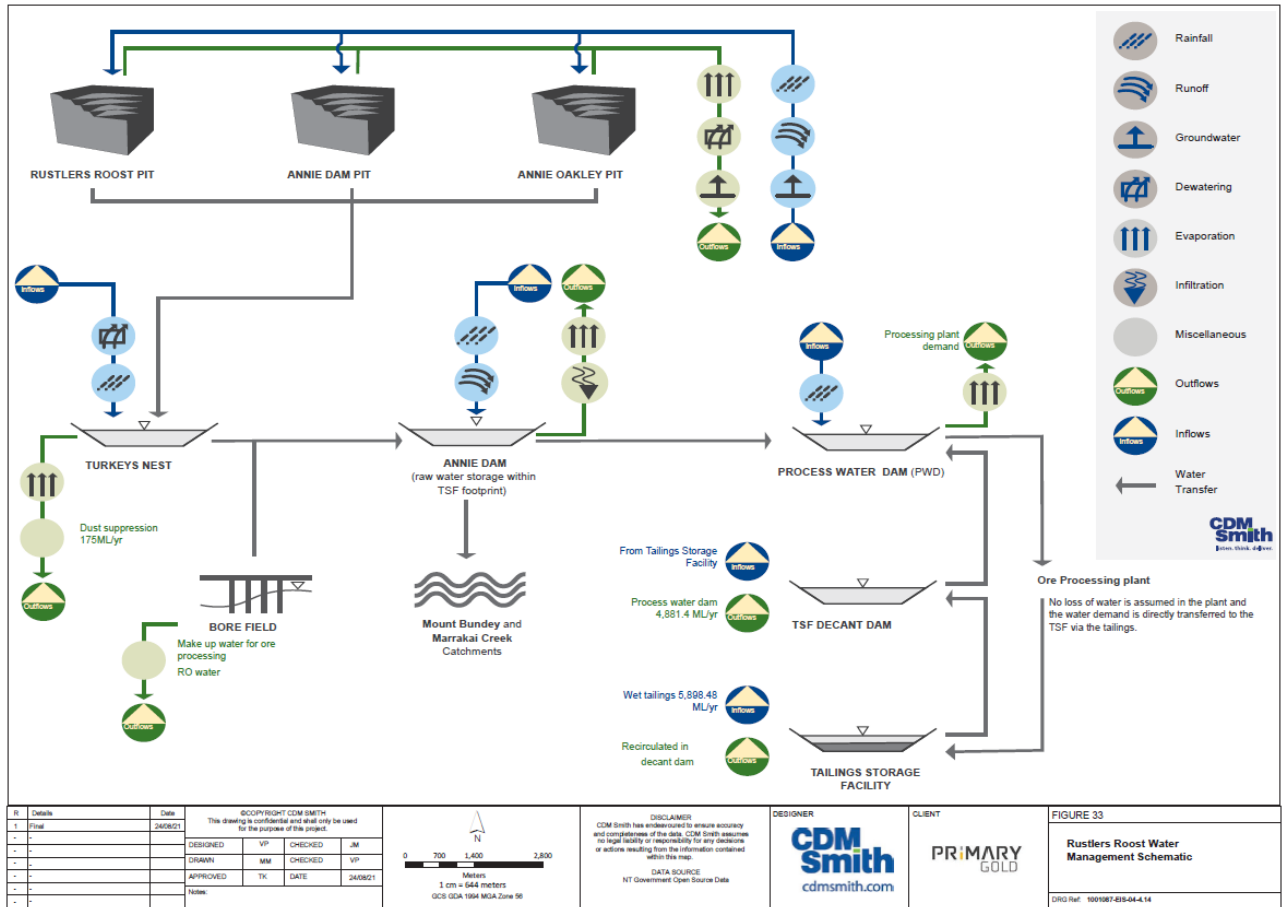 RUSTLERS ROOST PIT
ANNIE DAM PIT
ANNIE OAKLEY PIT
Outflows
Inflows
Rainfall
Runoff
Groundwater
Dewatering
Evaporation
Infiltration
Miscellaneous
Outflows
Outflows
Inflows
Inflows
Water
Transfer
CDM
Smith
listen. think. deliver.
Inflows
Inflows
Outflows
Inflows
Processing plant
demand
Outflows
TURKEYS NEST
ANNIE DAM
(raw water storage within
TSF footprint)
PROCESS WATER DAM (PWD)
Dust suppression
175ML/yr
Outflows
BORE FIELD
Make up water for ore
processing
RO water
Outflows
Mount Bundey and
Marrakai Creek
Catchments
From Tailings Storage
Facility
Inflows
Process water dam
4,881.4 ML/yr
Outflows
TSF DECANT DAM
Ore Processing plant
No loss of water is assumed in the plant and
the water demand is directly transferred to the
TSF via the tailings.
Wet tailings 5,898.48
ML/yr
Inflows
Recirculated in
decant dam
Outflows
TAILINGS STORAGE
FACILITY
R Details Date
1 Final 24/08/21
- -
- -
- -
- -
- -
- -
©COPYRIGHT CDM SMITH
This drawing is confidential and shall only be used
for the purpose of this project.
DESIGNED VP CHECKED JM
DRAWN MM CHECKED VP
APPROVED TK DATE 24/08/21
Notes:
N
0 700 1,400 2,800
Meters
1 cm = 644 meters
GCS GDA 1994 MGA Zone 56
DISCLAIMER
CDM Smith has endeavoured to ensure accuracy
and completeness of the data. CDM Smith assumes
no legal liability or responsibility for any decisions
or actions resulting from the information contained
within this map.
DATA SOURCE
NT Government Open Source Data
DESIGNER
CDM
Smith
cdmsmith.com
CLIENT
PRiMARY
GOLD
FIGURE 33
Rustlers Roost Water
Management Schematic
DRG Ref: 1001087-EIS-04-4.14